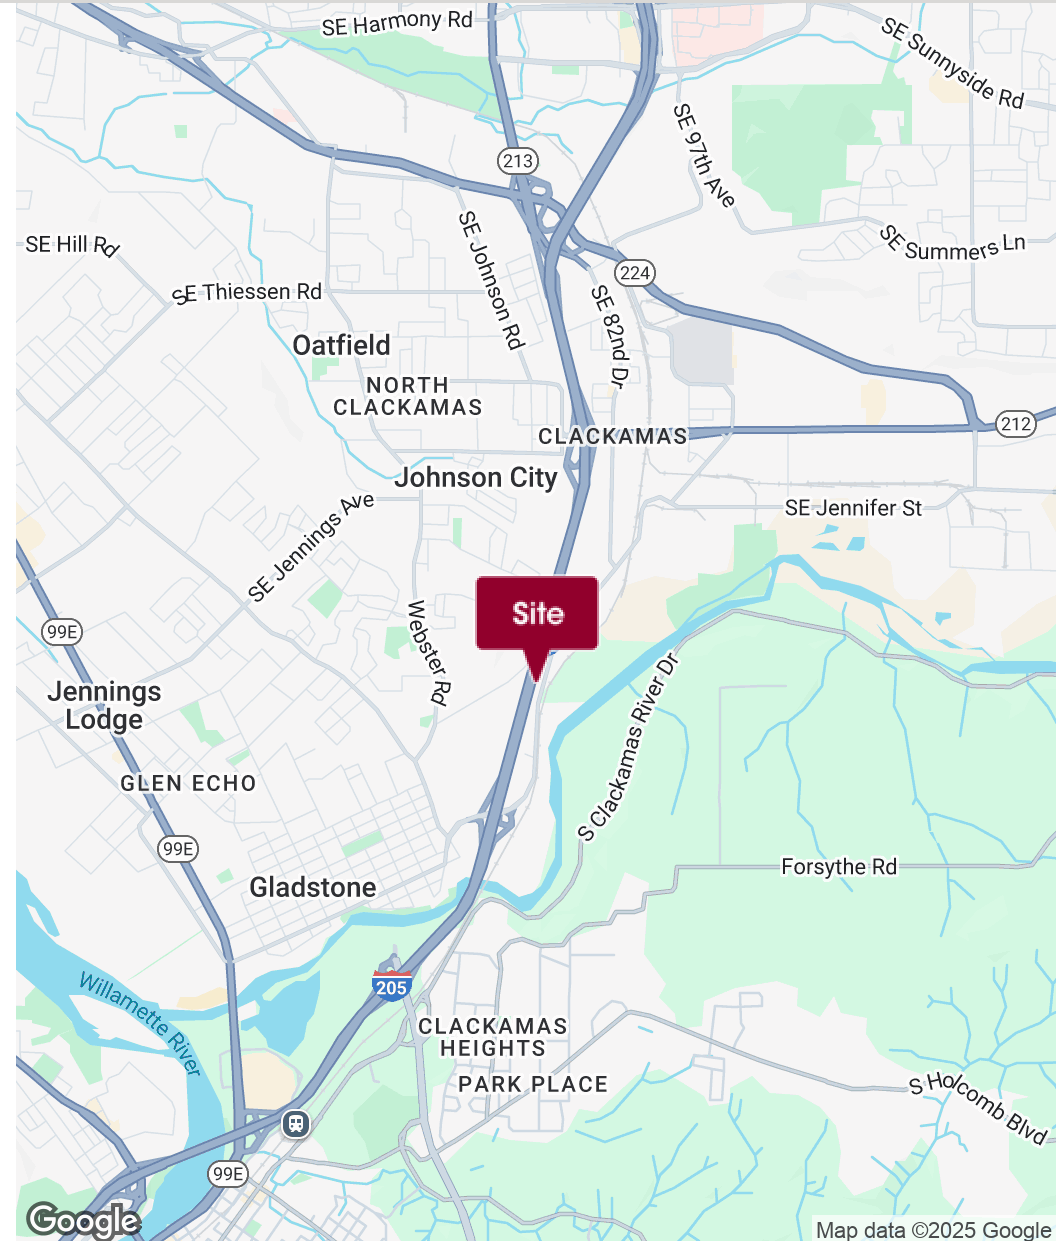 SE Harmony Rd
SE Sunnyside Rd
213
SE 97th Ave
SE Hill Rd
SE Johnson Rd
SE Summers Ln
224
SE Thiessen Rd
SE 82nd Dr
Oatfield
NORTH
CLACKAMAS
212
CLACKAMAS
Johnson City
SE Jennings Ave
SE Jennifer St
Site
99E
Webster Rd
S Clackamas River Dr
Jennings
Lodge
GLEN ECHO
99E
Forsythe Rd
Gladstone
205
Willamette River
CLACKAMAS
HEIGHTS
PARK PLACE
S Holcomb Blvd
99E
Google
Map data ©2025 Google